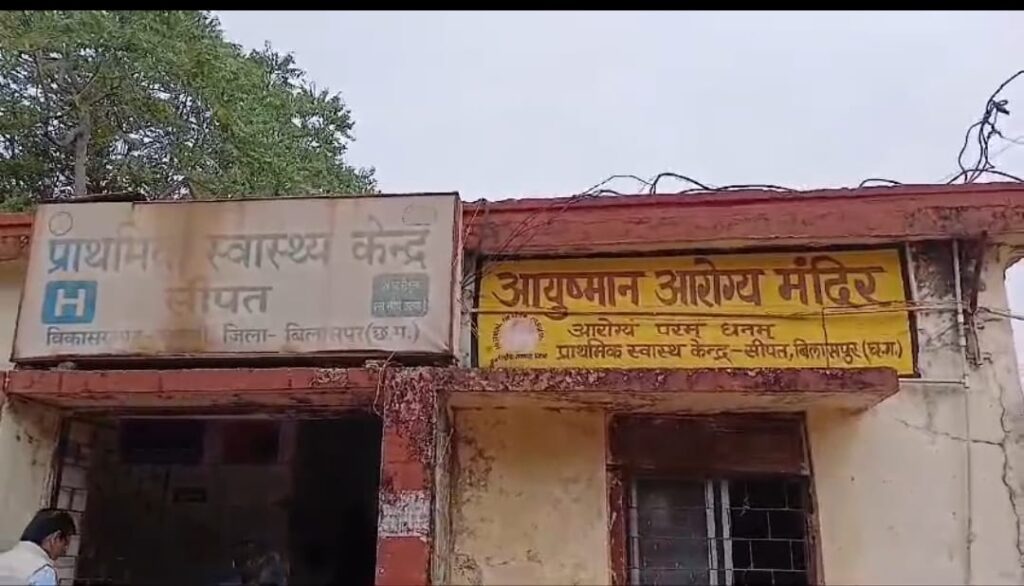 प्राथमिक स्वास्थ्य केन्द्र
सीपत
H
जिला- बिलासपुर (छ.ग.)
आयुष्मान आरोग्य मंदिर
आरोग्यं परमं धनम्
प्राथमिक स्वास्थ केन्द्र-सीपत, बिलासपुर (छ.ग.)